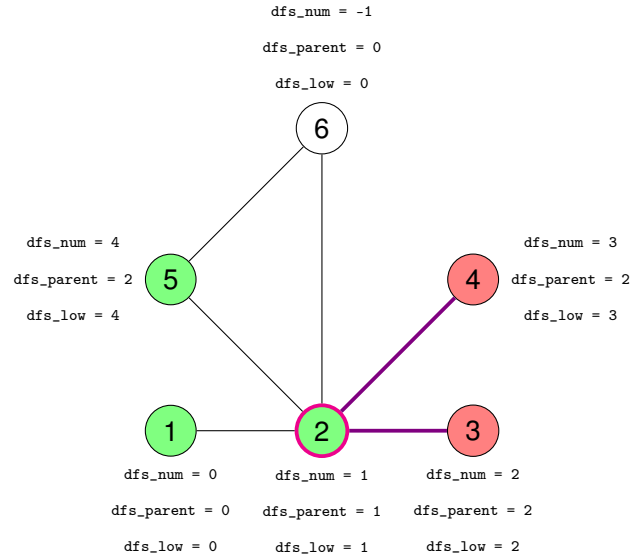 dfs_num = -1
dfs_parent = 0
dfs_low = 0
6
dfs_num = 4
dfs_parent = 2
dfs_low = 4
5
4
dfs_num = 3
dfs_parent = 2
dfs_low = 3
1
dfs_num = 0
dfs_parent = 0
dfs_low = 0
2
dfs_num = 1
dfs_parent = 1
dfs_low = 1
3
dfs_num = 2
dfs_parent = 2
dfs_low = 2